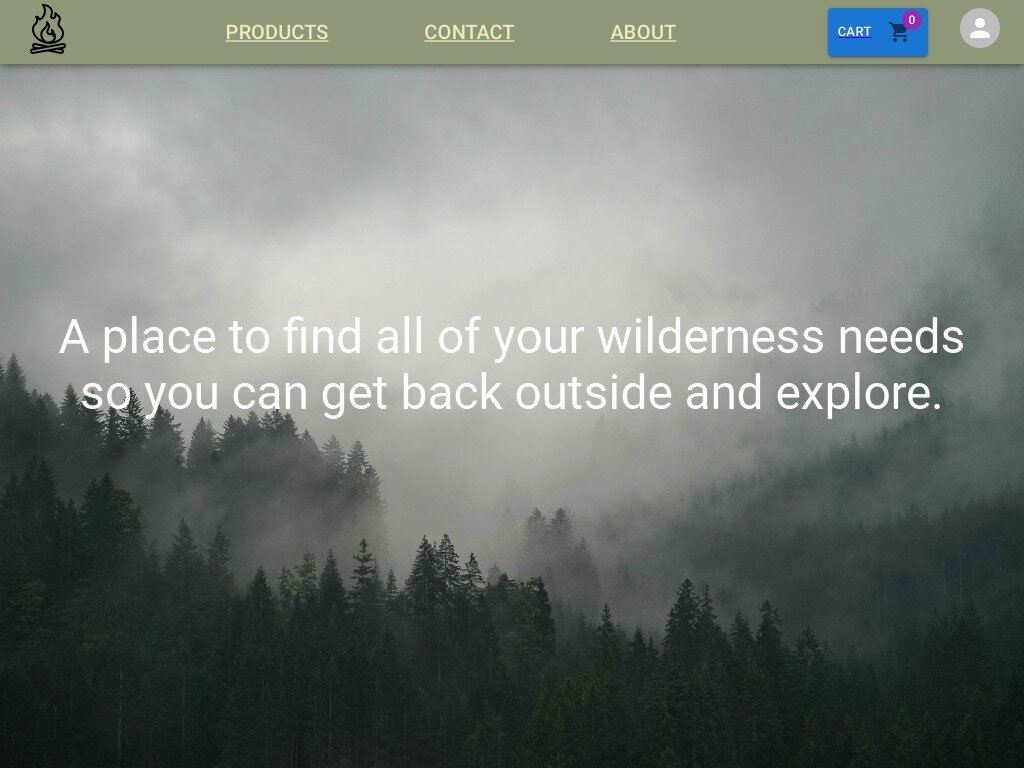 PRODUCTS
CONTACT
ABOUT
CART
0
A place to find all of your wilderness needs
so you can get back outside and explore.